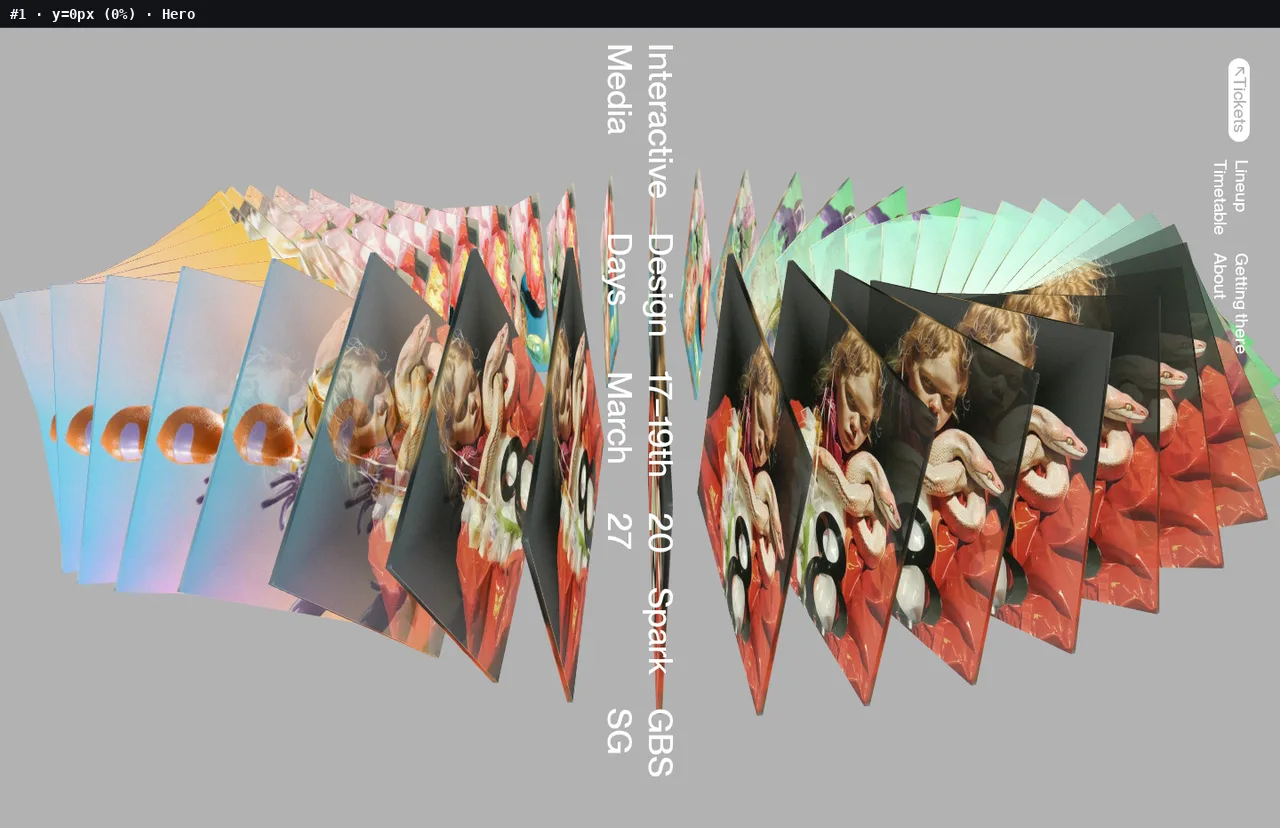 #1 · y=0px (0%) · Hero
Interactive Design 17-19th 20 Spark GBS
Media Days March 27 SG
↖Tickets
Lineup
Timetable
Getting there
About